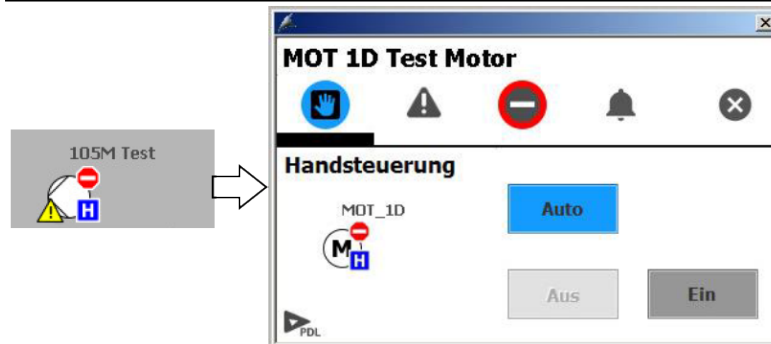 MOT 1D Test Motor
105M Test
H
Handsteuerung
MOT_1D
M
H
Auto
Aus
Ein
PDL